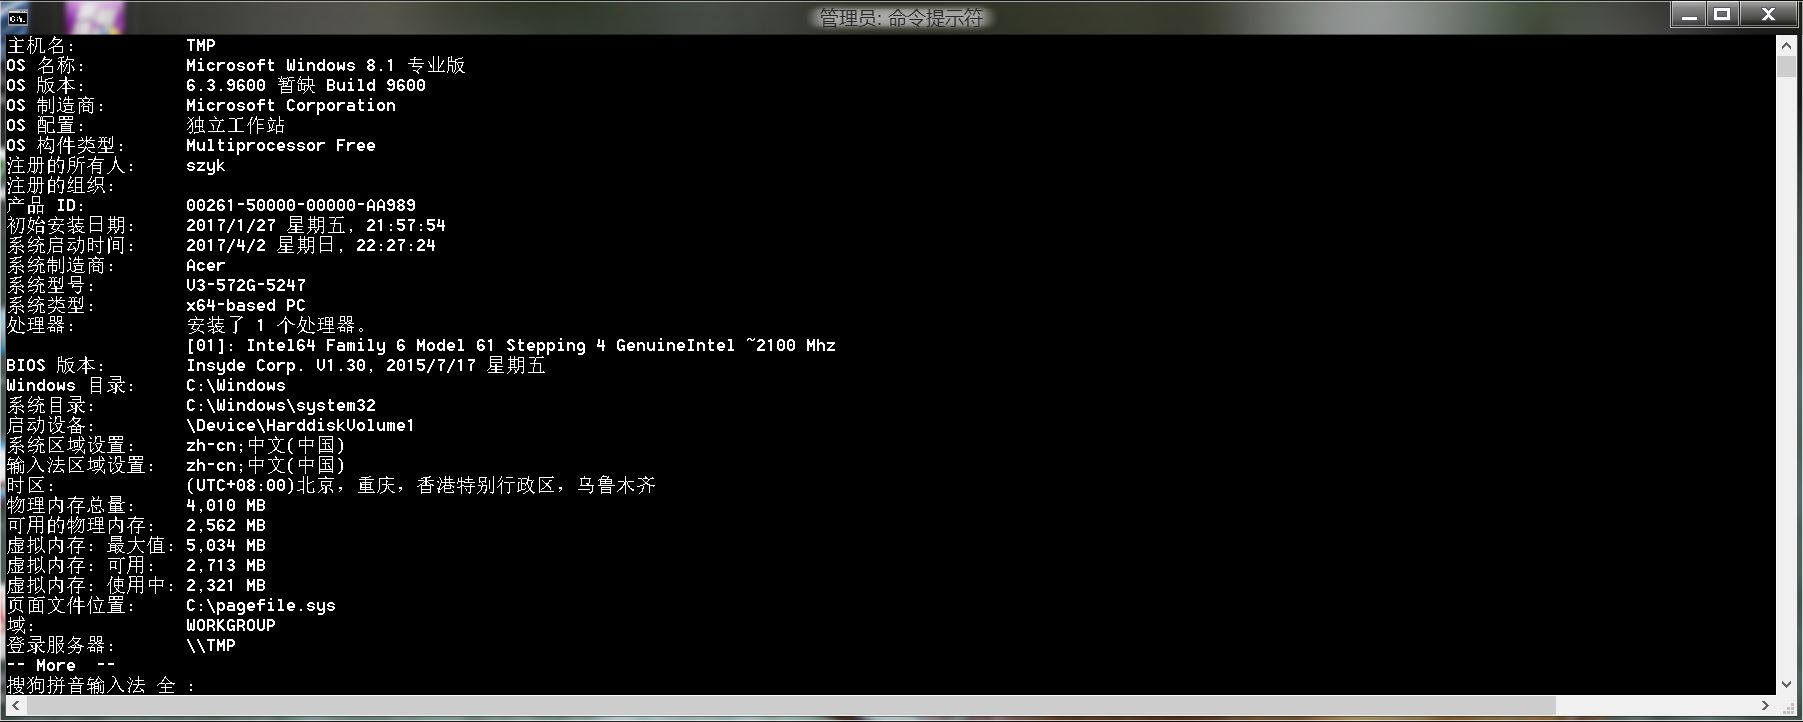 管理员: 命令提示符
主机名: TMP
OS 名称: Microsoft Windows 8.1 专业版
OS 版本: 6.3.9600 暂缺 Build 9600
OS 制造商: Microsoft Corporation
OS 配置: 独立工作站
OS 构件类型: Multiprocessor Free
注册的所有人: szyk
注册的组织:
产品 ID: 00261-50000-00000-AA989
初始安装日期: 2017/1/27 星期五, 21:57:54
系统启动时间: 2017/4/2 星期日, 22:27:24
系统制造商: Acer
系统型号: V3-572G-5247
系统类型: x64-based PC
处理器: 安装了 1 个处理器。
[01]: Intel64 Family 6 Model 61 Stepping 4 GenuineIntel ~2100 Mhz
BIOS 版本: Insyde Corp. V1.30, 2015/7/17 星期五
Windows 目录: C:\Windows
系统目录: C:\Windows\system32
启动设备: \Device\HarddiskVolume1
系统区域设置: zh-cn;中文(中国)
输入法区域设置: zh-cn;中文(中国)
时区: (UTC+08:00)北京，重庆，香港特别行政区，乌鲁木齐
物理内存总量: 4,010 MB
可用的物理内存: 2,562 MB
虚拟内存: 最大值: 5,034 MB
虚拟内存: 可用: 2,713 MB
虚拟内存: 使用中: 2,321 MB
页面文件位置: C:\pagefile.sys
域: WORKGROUP
登录服务器: \\TMP
-- More  --
搜狗拼音输入法 全 :